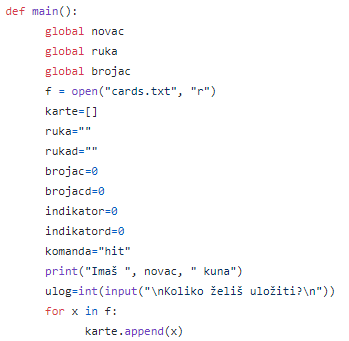 def main():
      global novac
      global ruka
      global brojac
      f = open("cards.txt", "r")
      karte=[]
      ruka=""
      rukad=""
      brojac=0
      brojacd=0
      indikator=0
      indikatord=0
      komanda="hit"
      print("Imaš ", novac, " kuna")
      ulog=int(input("\nKoliko želiš uložiti?\n"))
      for x in f:
            karte.append(x)